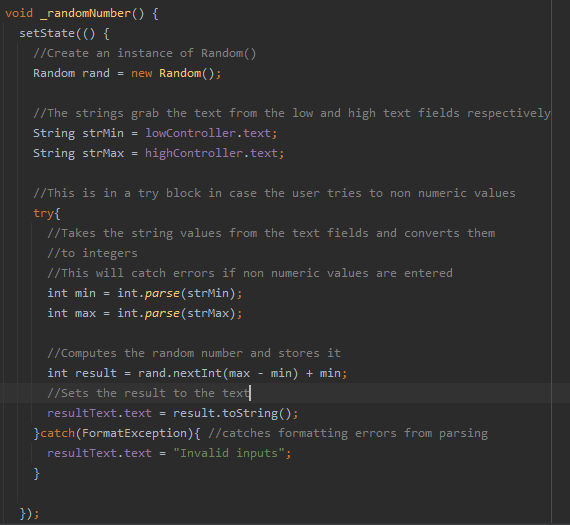 void _randomNumber() {
setState(() {
//Create an instance of Random()
Random rand = new Random();
//The strings grab the text from the low and high text fields respectively
String strMin = lowController.text;
String strMax = highController.text;
//This is in a try block in case the user tries to non numeric values
try{
//Takes the string values from the text fields and converts them
//to integers
//This will catch errors if non numeric values are entered
int min = int.parse(strMin);
int max = int.parse(strMax);
//Computes the random number and stores it
int result = rand.nextInt(max - min) + min;
//Sets the result to the text
resultText.text = result.toString();
}catch(FormatException){ //catches formatting errors from parsing
resultText.text = "Invalid inputs";
}
});